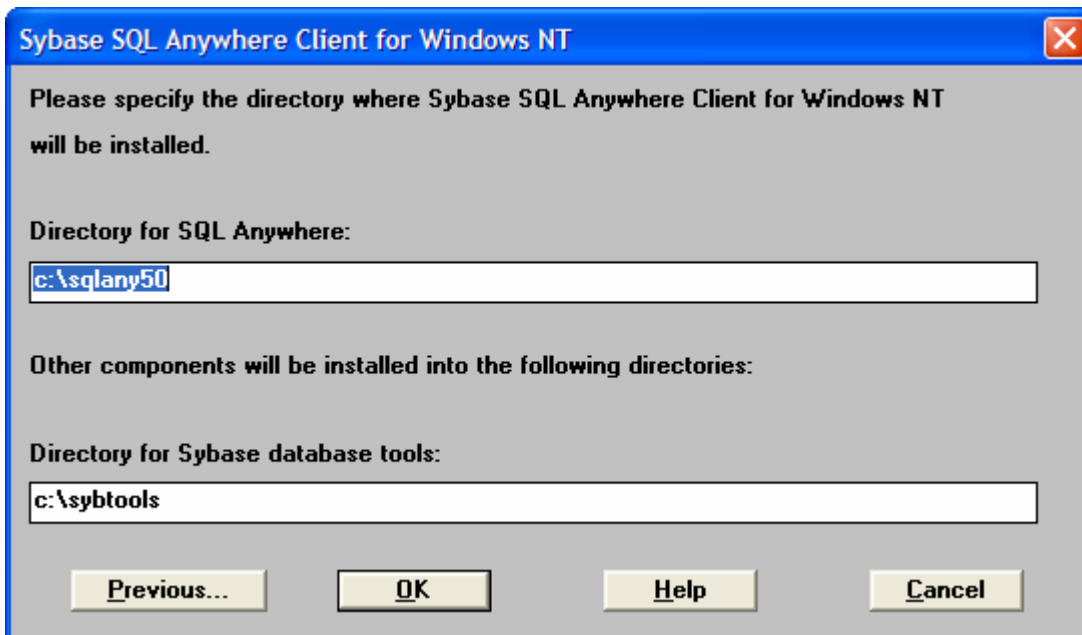 Sybase SQL Anywhere Client for Windows NT
Please specify the directory where Sybase SQL Anywhere Client for Windows NT
will be installed.
Directory for SQL Anywhere:
c:\sqlany50
Other components will be installed into the following directories:
Directory for Sybase database tools:
c:\sybtools
Previous... OK Help Cancel